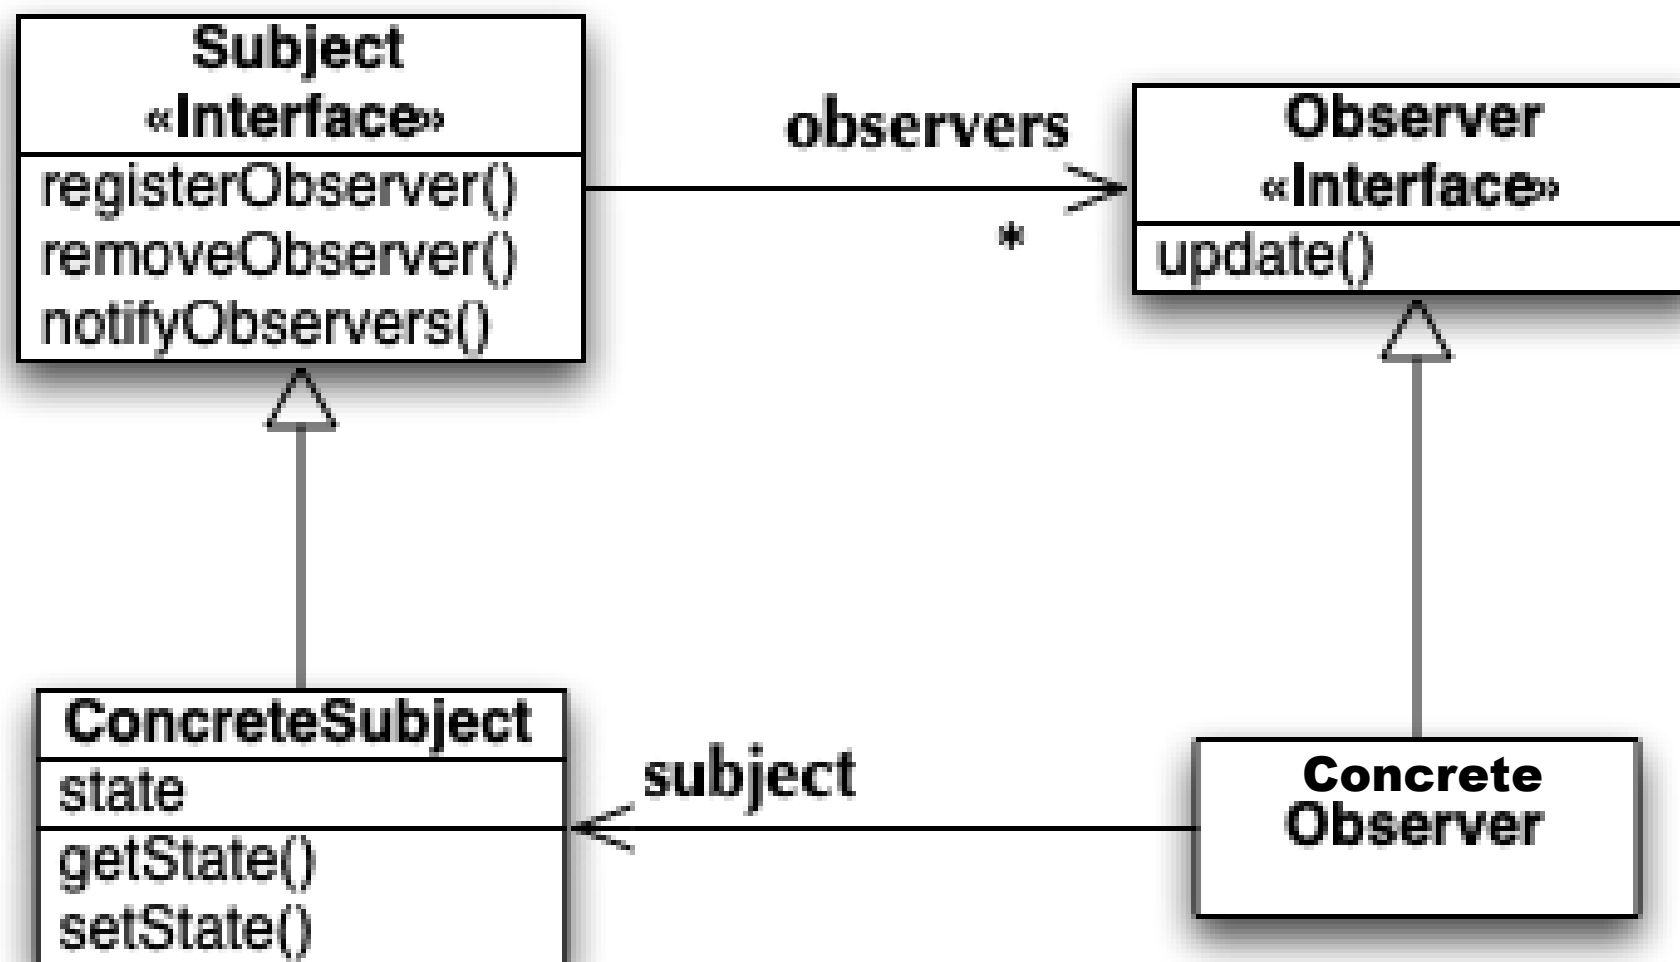 Subject
«Interface»
registerObserver()
removeObserver()
notifyObservers()
observers
*
Observer
«Interface»
update()
ConcreteSubject
state
getState()
setState()
subject
Concrete
Observer